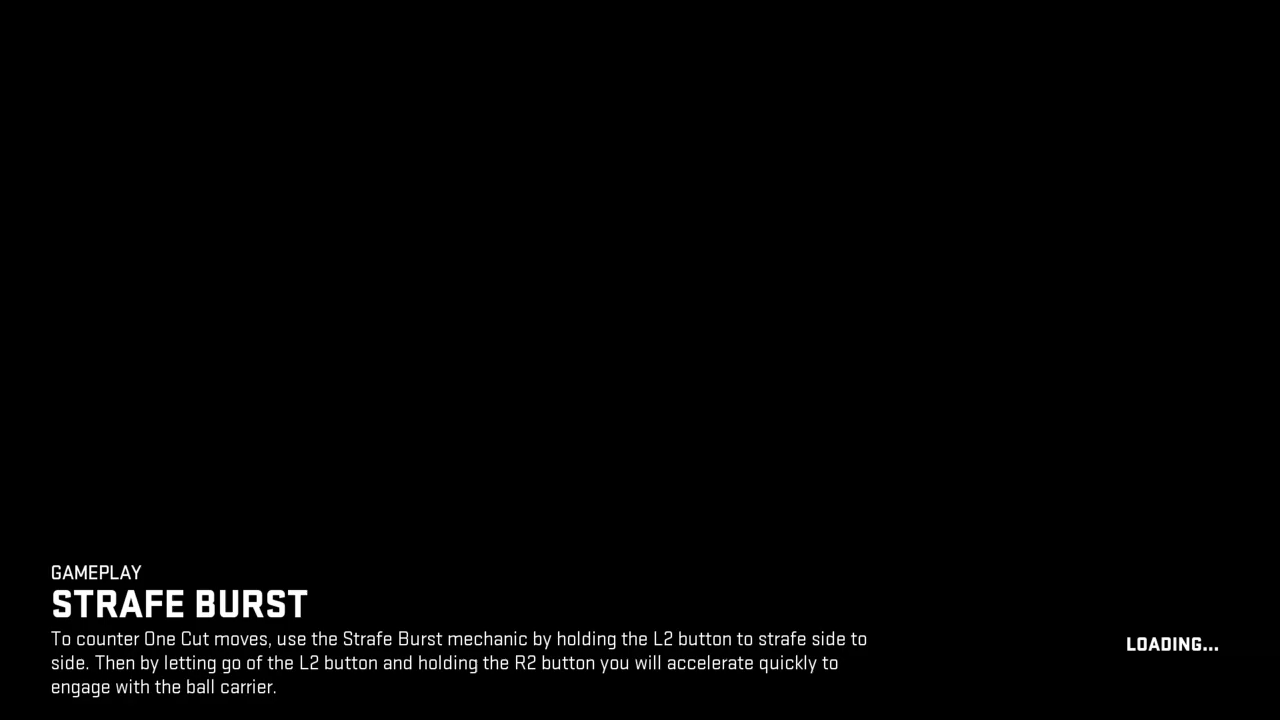 GAMEPLAY
STRAFE BURST
To counter One Cut moves, use the Strafe Burst mechanic by holding the L2 button to strafe side to
side. Then by letting go of the L2 button and holding the R2 button you will accelerate quickly to
engage with the ball carrier.
LOADING...